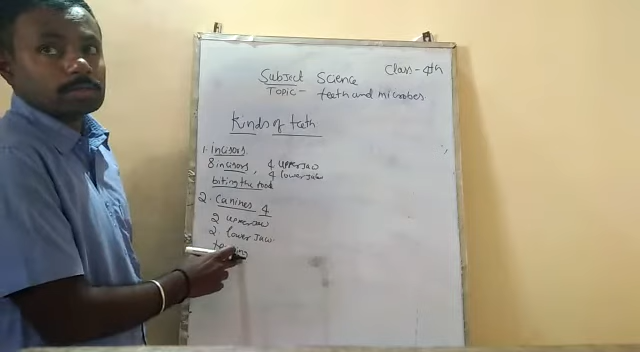 Class - 4th
Subject Science
Topic - teeth and microbes
Kinds of teeth
1. Incisors
8 incisors, 4 upper jaw
4 lower jaw
biting the food
2. Canines 4
2 upper jaw
2 lower jaw